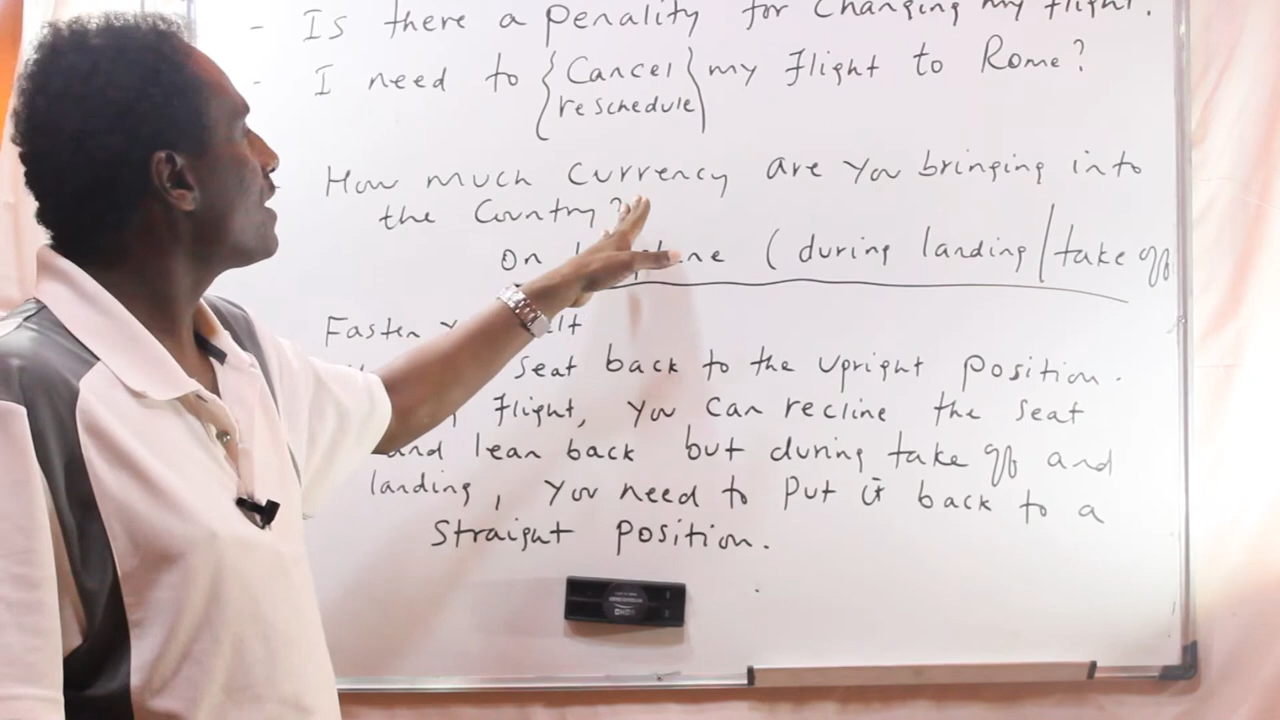 - Is there a penality for changing my flight.
- I need to {Cancel my flight to Rome?
reschedule}
How much currency are you bringing into
the Country?
on (during landing / take off
Fasten
seat back to the upright position.
flight, you can recline the seat
and lean back but during take off and
landing, you need to put it back to a
straight position.